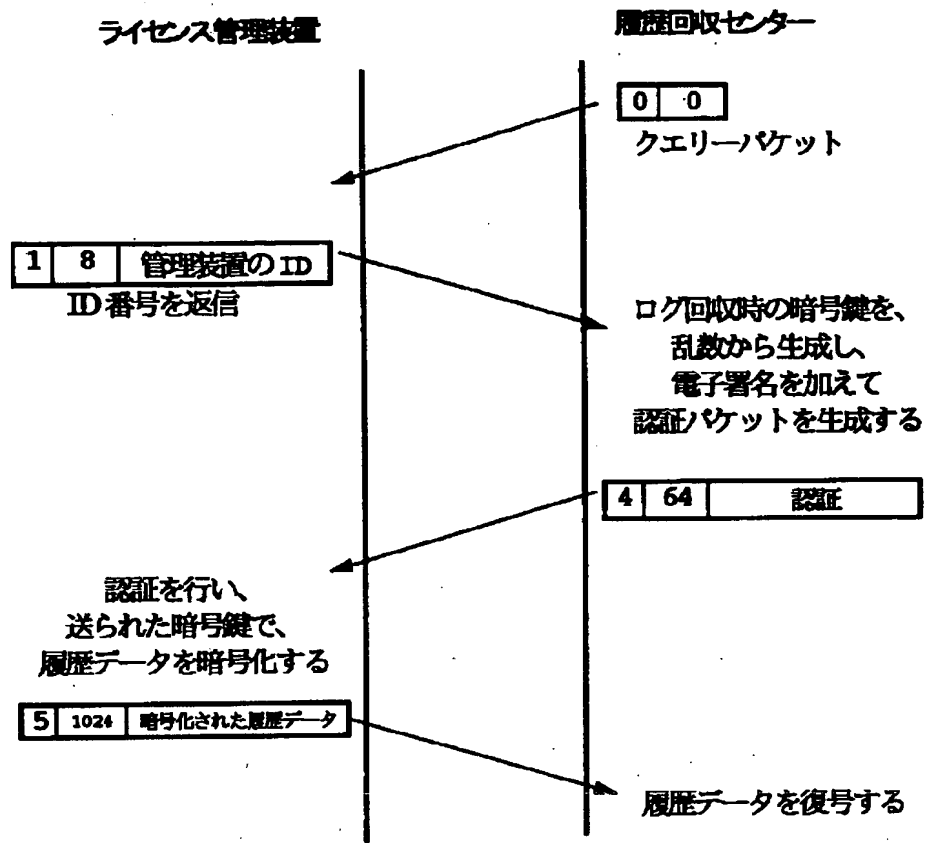 ライセンス管理装置
履歴回収センター
0 0
クエリーパケット
1 8 管理装置のID
ID番号を返信
ログ回収時の暗号鍵を、
乱数から生成し、
電子署名を加えて
認証パケットを生成する
4 64 認証
認証を行い、
送られた暗号鍵で、
履歴データを暗号化する
5 1024 暗号化された履歴データ
履歴データを復号する